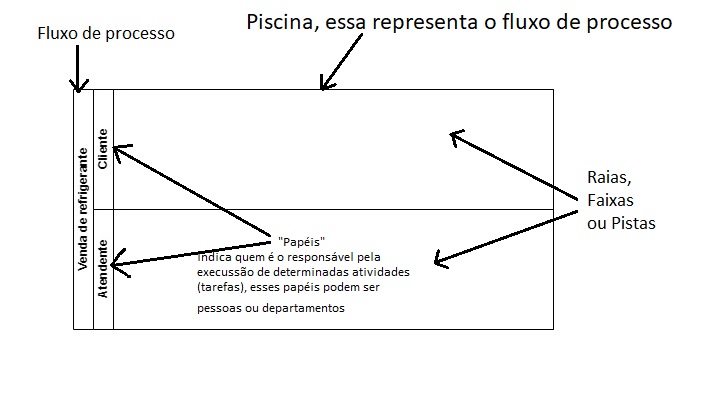 Piscina, essa representa o fluxo de processo
Fluxo de processo
Venda de refrigerante
Cliente
Atendente
Raias,
Faixas
ou Pistas
"Papéis"
Indica quem é o responsável pela
execussão de determinadas atividades
(tarefas), esses papéis podem ser
pessoas ou departamentos